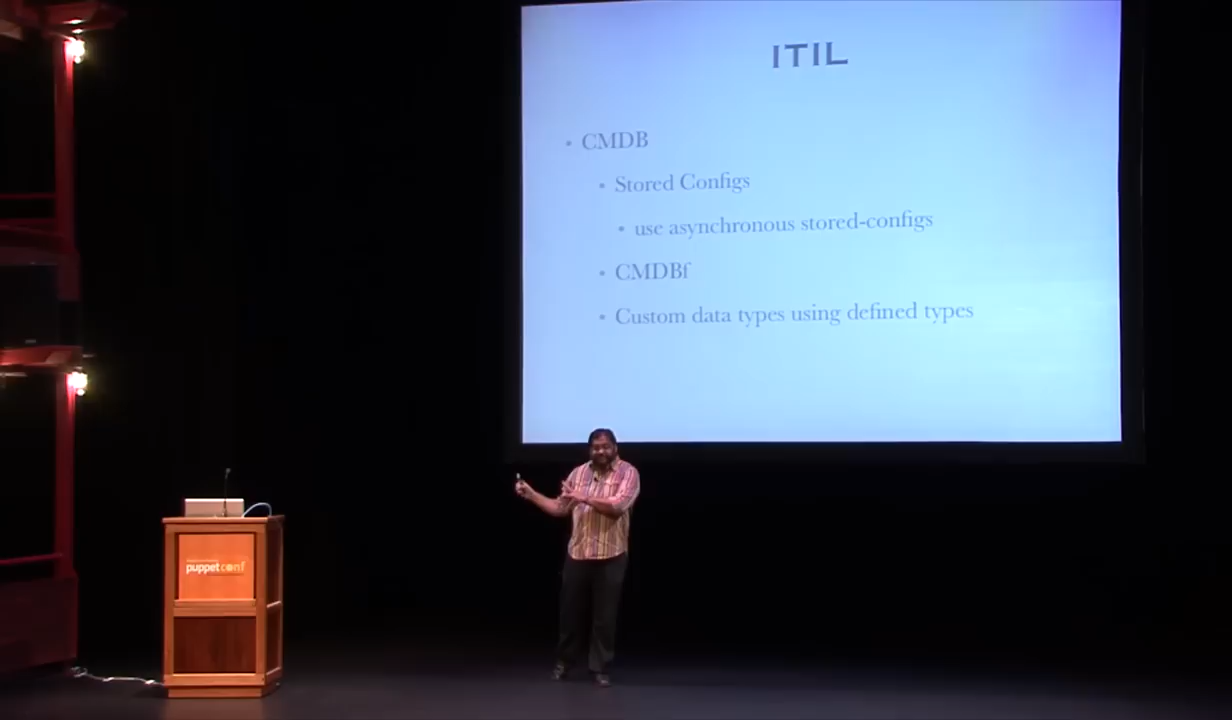 ITIL
CMDB
Stored Configs
use asynchronous stored-configs
CMDBf
Custom data types using defined types
puppetconf